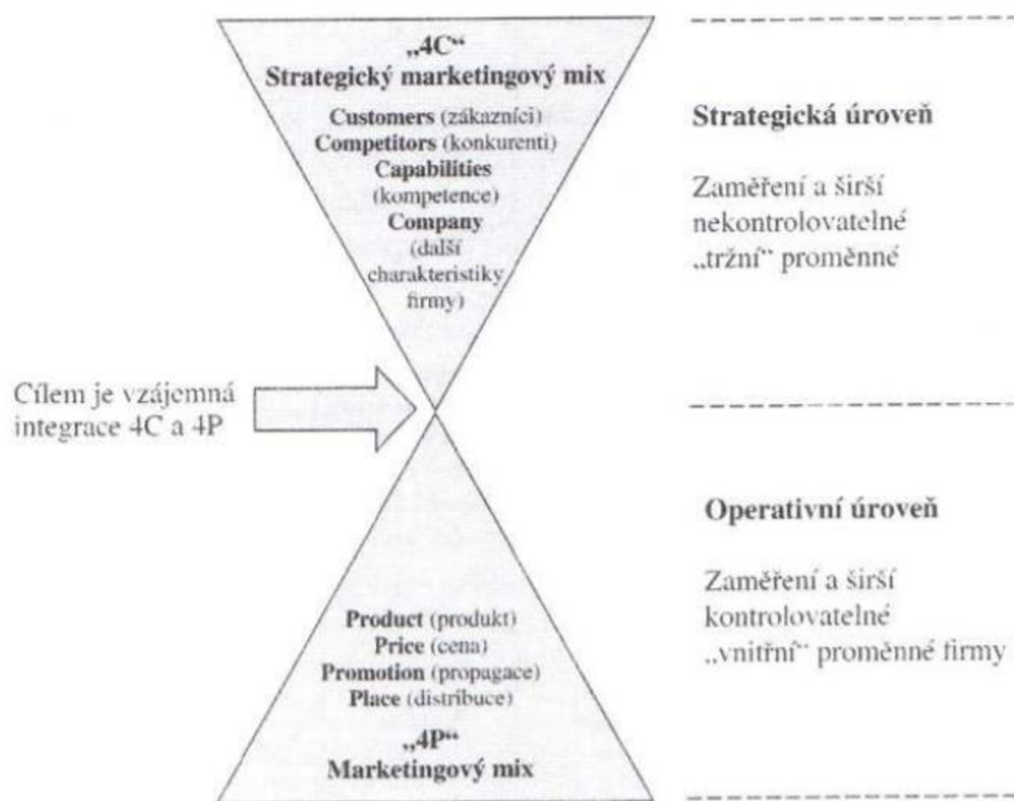 „4C“
Strategický marketingový mix
Customers (zákazníci)
Competitors (konkurenti)
Capabilities
(kompetence)
Company
(další
charakteristiky
firmy)
Strategická úroveň
Zaměření a širší
nekontrolovatelné
„tržní“ proměnné
Cílem je vzájemná
integrace 4C a 4P
Operativní úroveň
Zaměření a širší
kontrolovatelné
„vnitřní“ proměnné firmy
Product (produkt)
Price (cena)
Promotion (propagace)
Place (distribuce)
„4P“
Marketingový mix